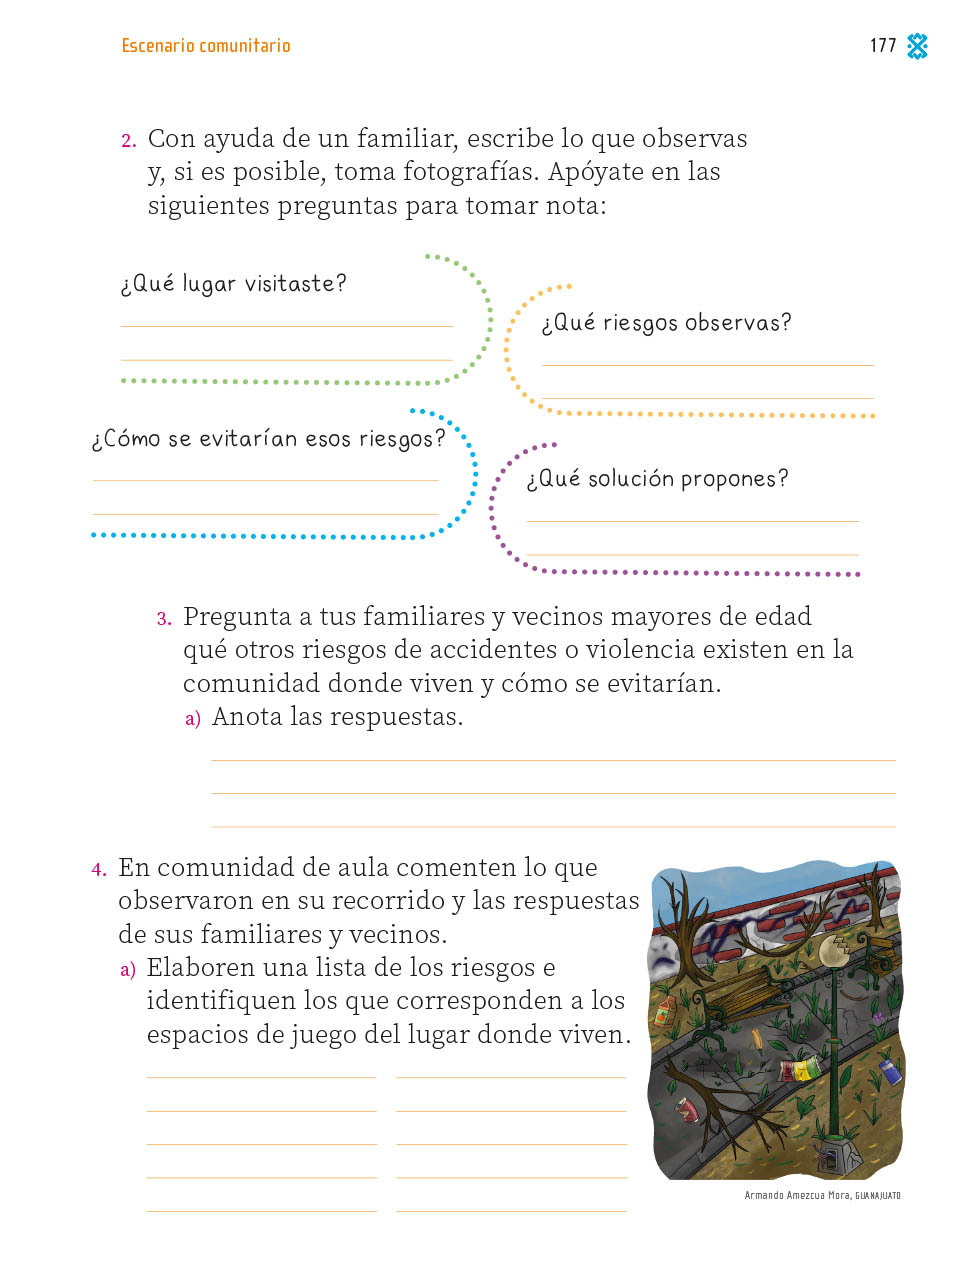 Escenario comunitario
177
2. Con ayuda de un familiar, escribe lo que observas
y, si es posible, toma fotografías. Apóyate en las
siguientes preguntas para tomar nota:
¿Qué lugar visitaste?
¿Qué riesgos observas?
¿Cómo se evitarían esos riesgos?
¿Qué solución propones?
3. Pregunta a tus familiares y vecinos mayores de edad
qué otros riesgos de accidentes o violencia existen en la
comunidad donde viven y cómo se evitarían.
a) Anota las respuestas.
4. En comunidad de aula comenten lo que
observaron en su recorrido y las respuestas
de sus familiares y vecinos.
a) Elaboren una lista de los riesgos e
identifiquen los que corresponden a los
espacios de juego del lugar donde viven.
Armando Amezcua Mora, GUANAJUATO